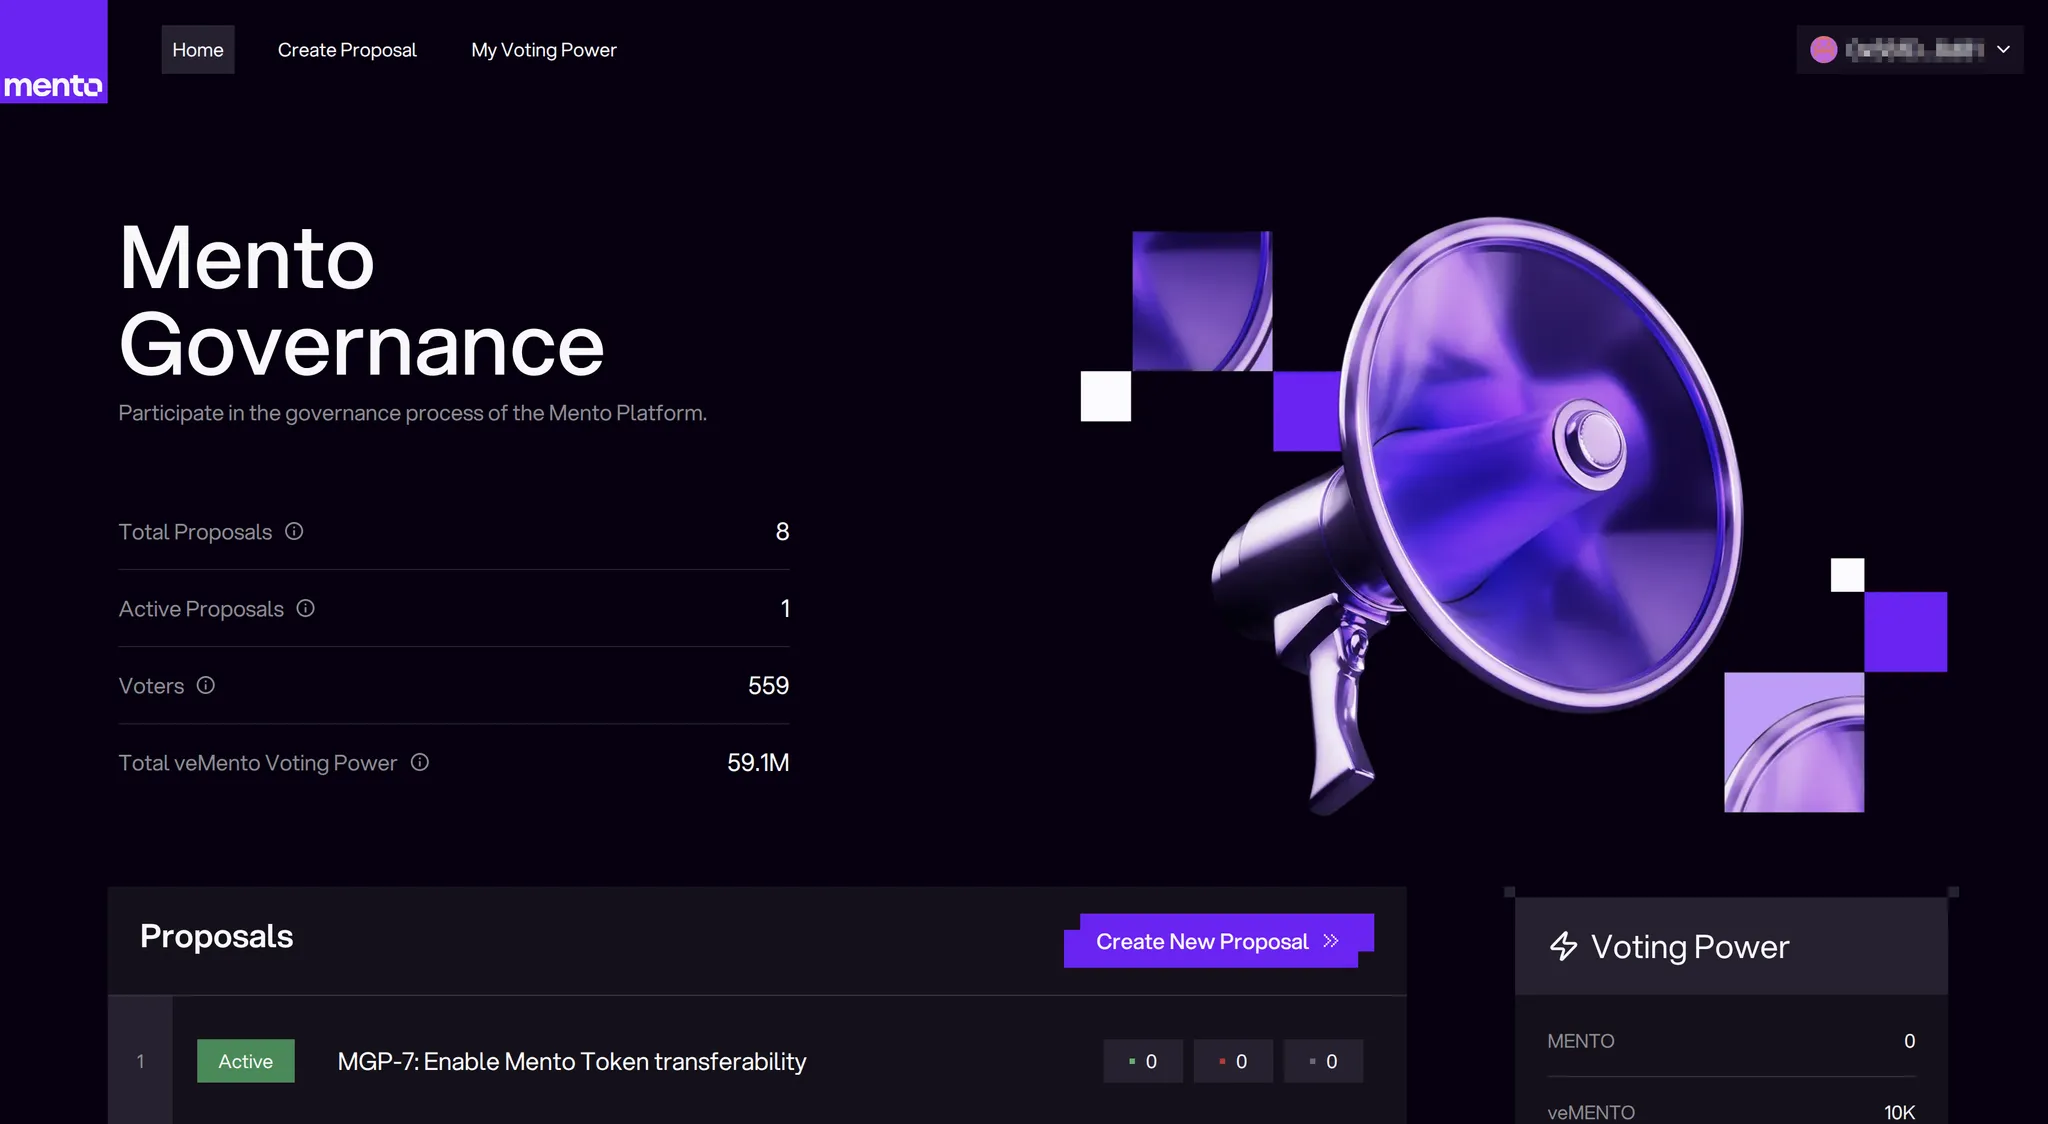 mento
Home
Create Proposal
My Voting Power
Mento
Governance
Participate in the governance process of the Mento Platform.
Total Proposals
8
Active Proposals
1
Voters
559
Total veMento Voting Power
59.1M
Proposals
Create New Proposal
1
Active
MGP-7: Enable Mento Token transferability
0
0
0
Voting Power
MENTO
0
veMENTO
10K